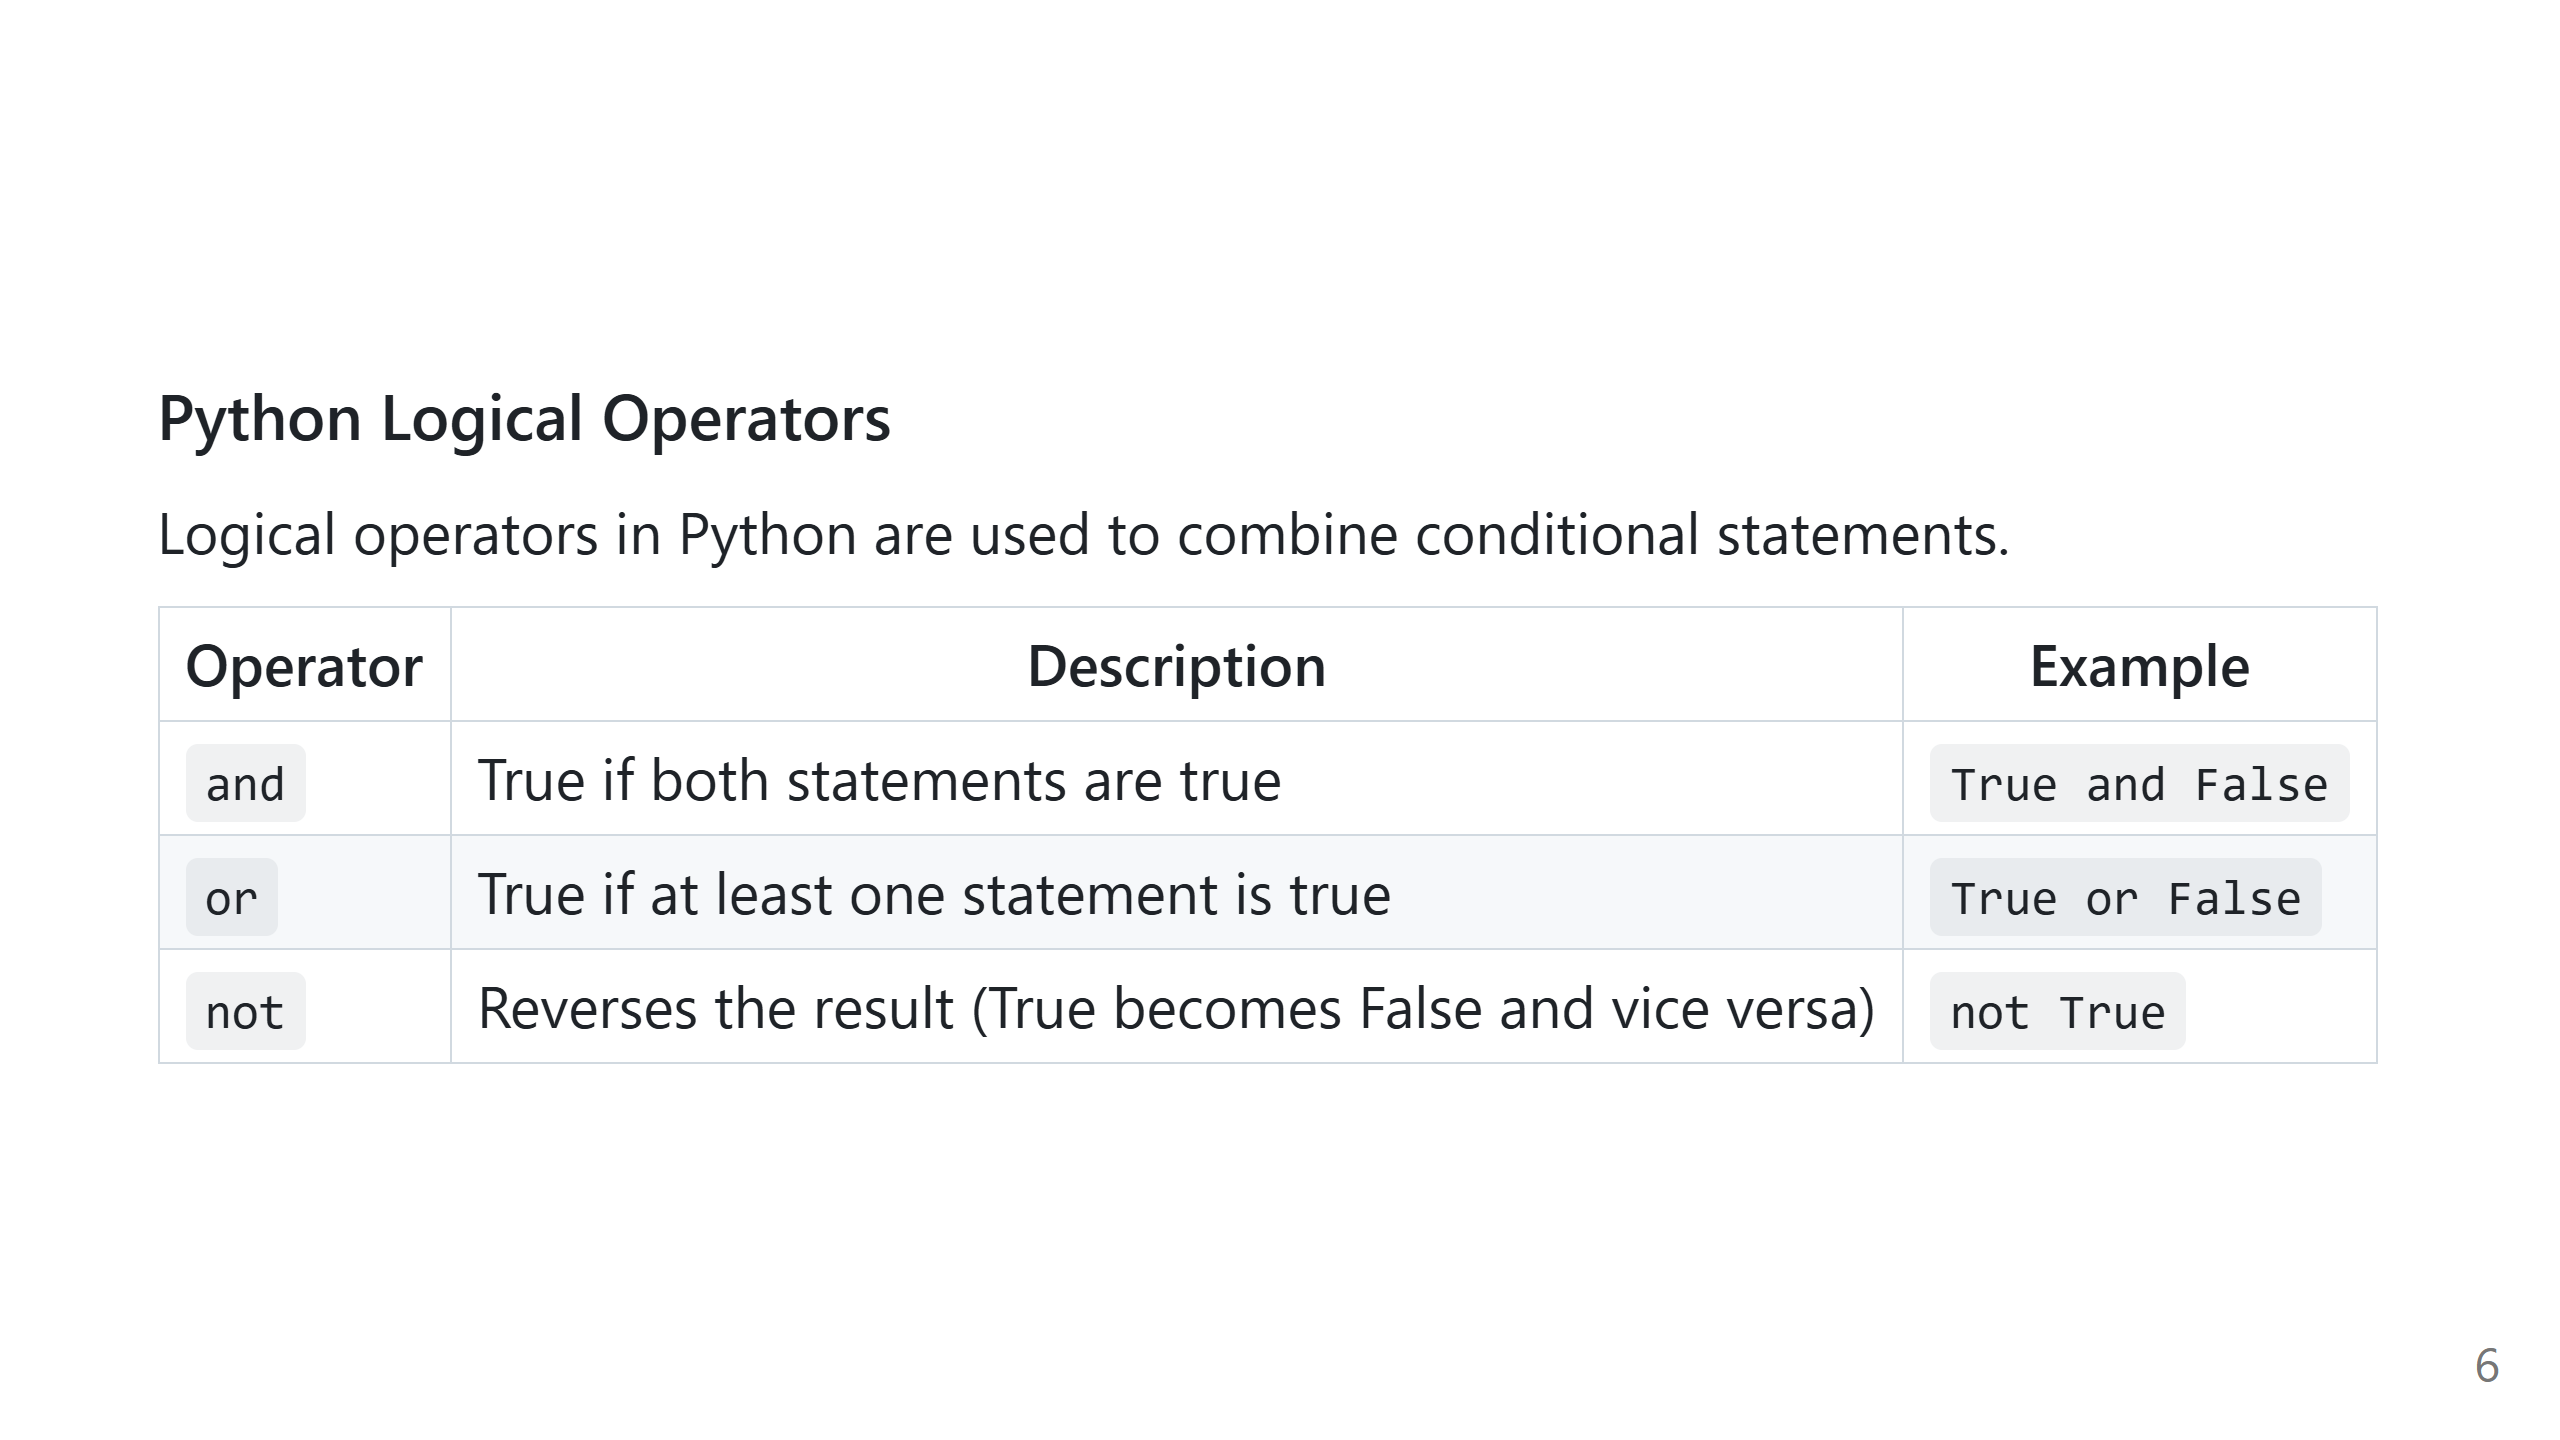 Python Logical Operators
Logical operators in Python are used to combine conditional statements.
Operator Description Example
and True if both statements are true True and False
or True if at least one statement is true True or False
not Reverses the result (True becomes False and vice versa) not True
6